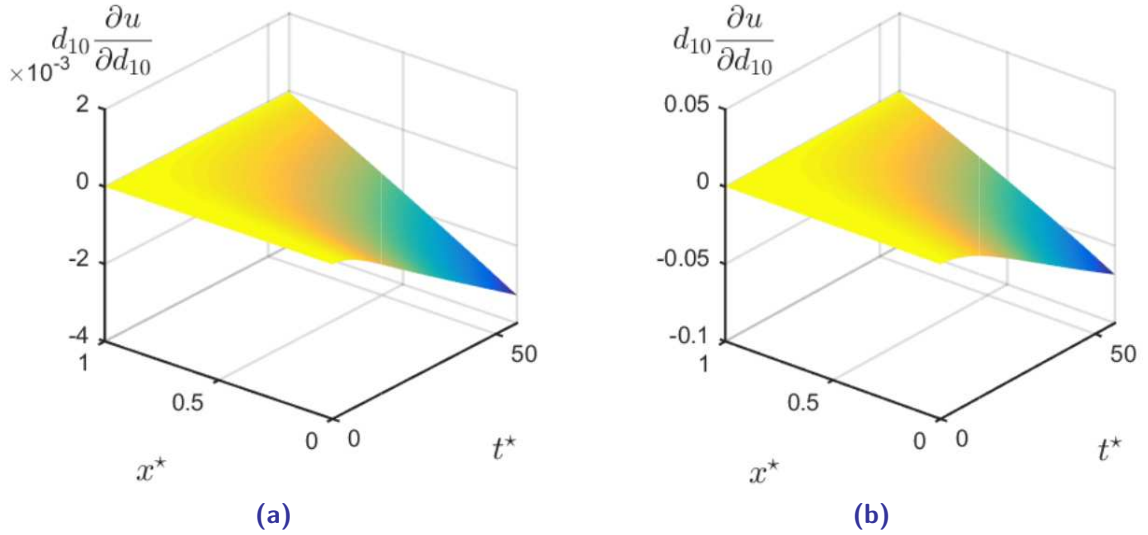 d₁₀ ∂u/∂d₁₀
×10⁻³
2
0
-2
-4
1
0.5
0
0
50
x⋆
t⋆
(a)
d₁₀ ∂u/∂d₁₀
0.05
0
-0.05
-0.1
1
0.5
0
0
50
x⋆
t⋆
(b)